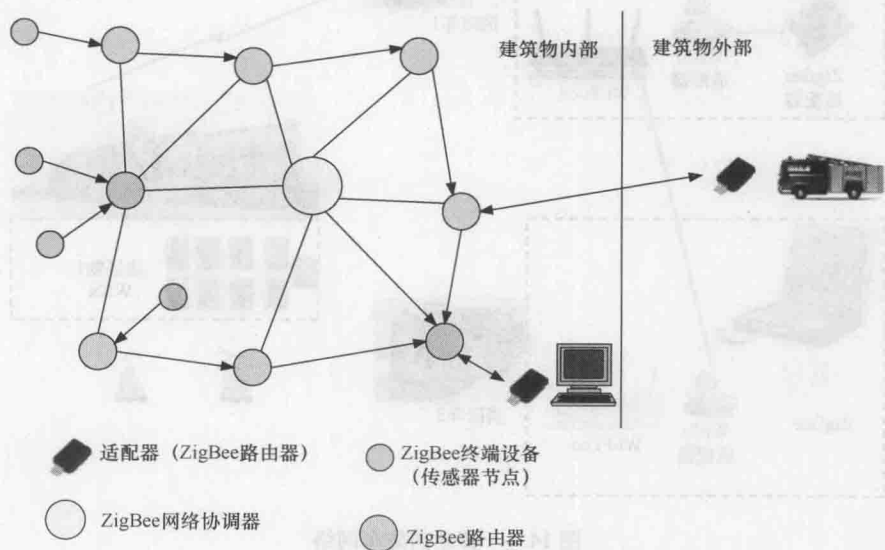 建筑物内部
建筑物外部
适配器（ZigBee路由器）
ZigBee终端设备
（传感器节点）
ZigBee网络协调器
ZigBee路由器